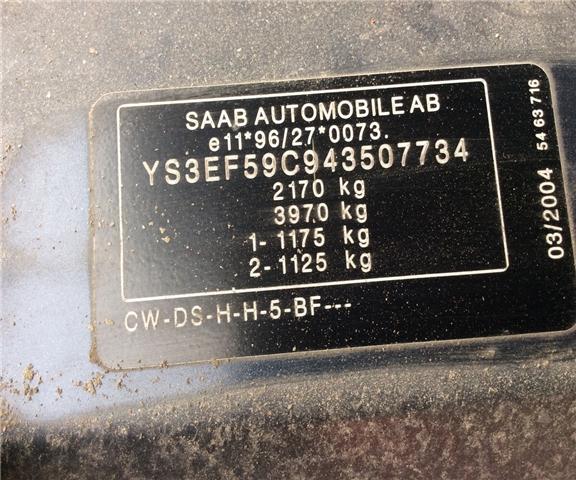 SAAB AUTOMOBILE AB
e11*96/27*0073.
YS3EF59C943507734
2170 kg
3970 kg
1- 1175 kg
2- 1125 kg
CW-DS-H-H-5-BF---
03/2004
54 63 716